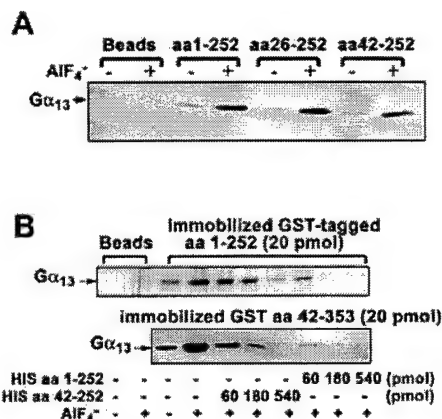 A
Beads aa1-252 aa26-252 aa42-252
AlF4- - + - + - + - +
Gα13
B
immobilized GST-tagged
Beads aa 1-252 (20 pmol)
Gα13
immobilized GST aa 42-353 (20 pmol)
Gα13
HIS aa 1-252 - - - - - - - 60 180 540 (pmol)
HIS aa 42-252 - - - - 60 180 540 (pmol)
AlF4- - + - + + + + + + +